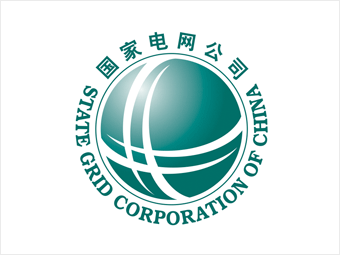 国家电网公司
STATE GRID CORPORATION OF CHINA